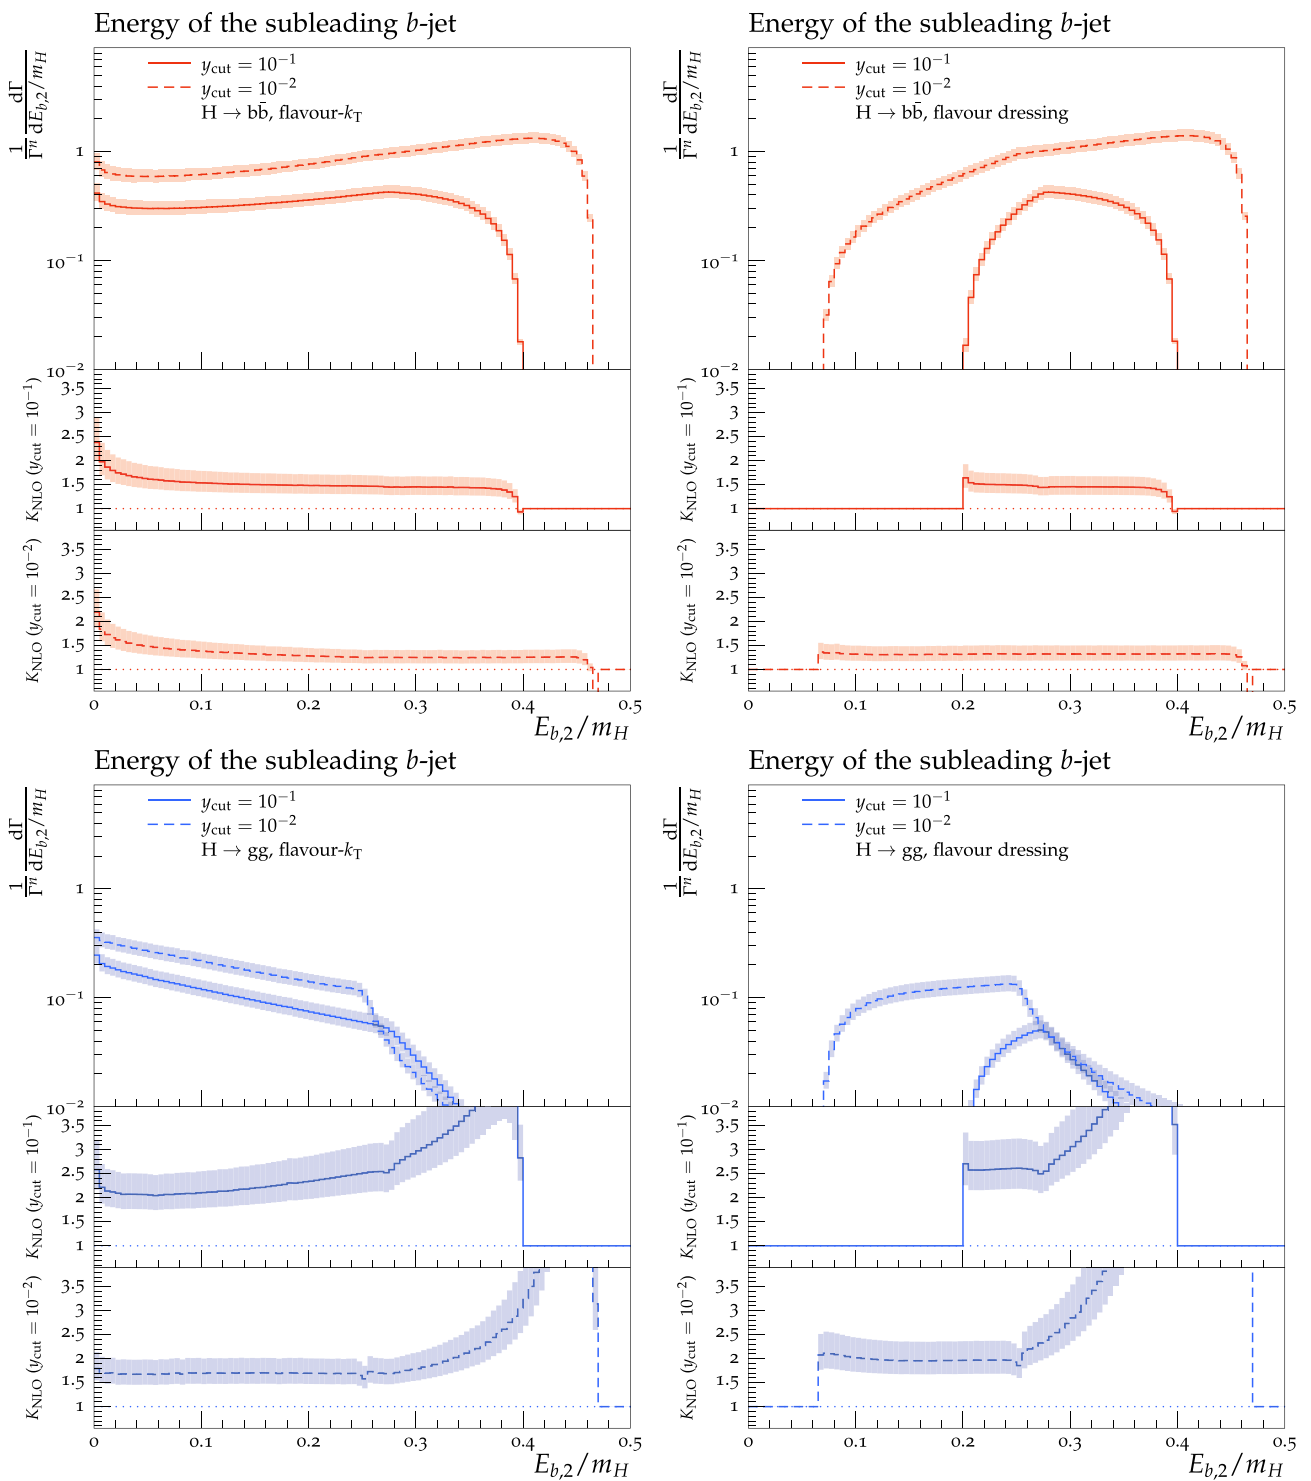 Energy of the subleading b-jet
1/Γⁿ dΓ/dE_{b,2}/m_H
y_cut = 10⁻¹
y_cut = 10⁻²
H → bb̄, flavour-k_T
1
10⁻¹
10⁻²
K_NLO (y_cut = 10⁻¹)
3.5
3
2.5
2
1.5
1
K_NLO (y_cut = 10⁻²)
3.5
3
2.5
2
1.5
1
0 0.1 0.2 0.3 0.4 0.5
E_{b,2}/m_H
Energy of the subleading b-jet
1/Γⁿ dΓ/dE_{b,2}/m_H
y_cut = 10⁻¹
y_cut = 10⁻²
H → bb̄, flavour dressing
1
10⁻¹
10⁻²
K_NLO (y_cut = 10⁻¹)
3.5
3
2.5
2
1.5
1
K_NLO (y_cut = 10⁻²)
3.5
3
2.5
2
1.5
1
0 0.1 0.2 0.3 0.4 0.5
E_{b,2}/m_H
Energy of the subleading b-jet
1/Γⁿ dΓ/dE_{b,2}/m_H
y_cut = 10⁻¹
y_cut = 10⁻²
H → gg, flavour-k_T
1
10⁻¹
10⁻²
K_NLO (y_cut = 10⁻¹)
3.5
3
2.5
2
1.5
1
K_NLO (y_cut = 10⁻²)
3.5
3
2.5
2
1.5
1
0 0.1 0.2 0.3 0.4 0.5
E_{b,2}/m_H
Energy of the subleading b-jet
1/Γⁿ dΓ/dE_{b,2}/m_H
y_cut = 10⁻¹
y_cut = 10⁻²
H → gg, flavour dressing
1
10⁻¹
10⁻²
K_NLO (y_cut = 10⁻¹)
3.5
3
2.5
2
1.5
1
K_NLO (y_cut = 10⁻²)
3.5
3
2.5
2
1.5
1
0 0.1 0.2 0.3 0.4 0.5
E_{b,2}/m_H